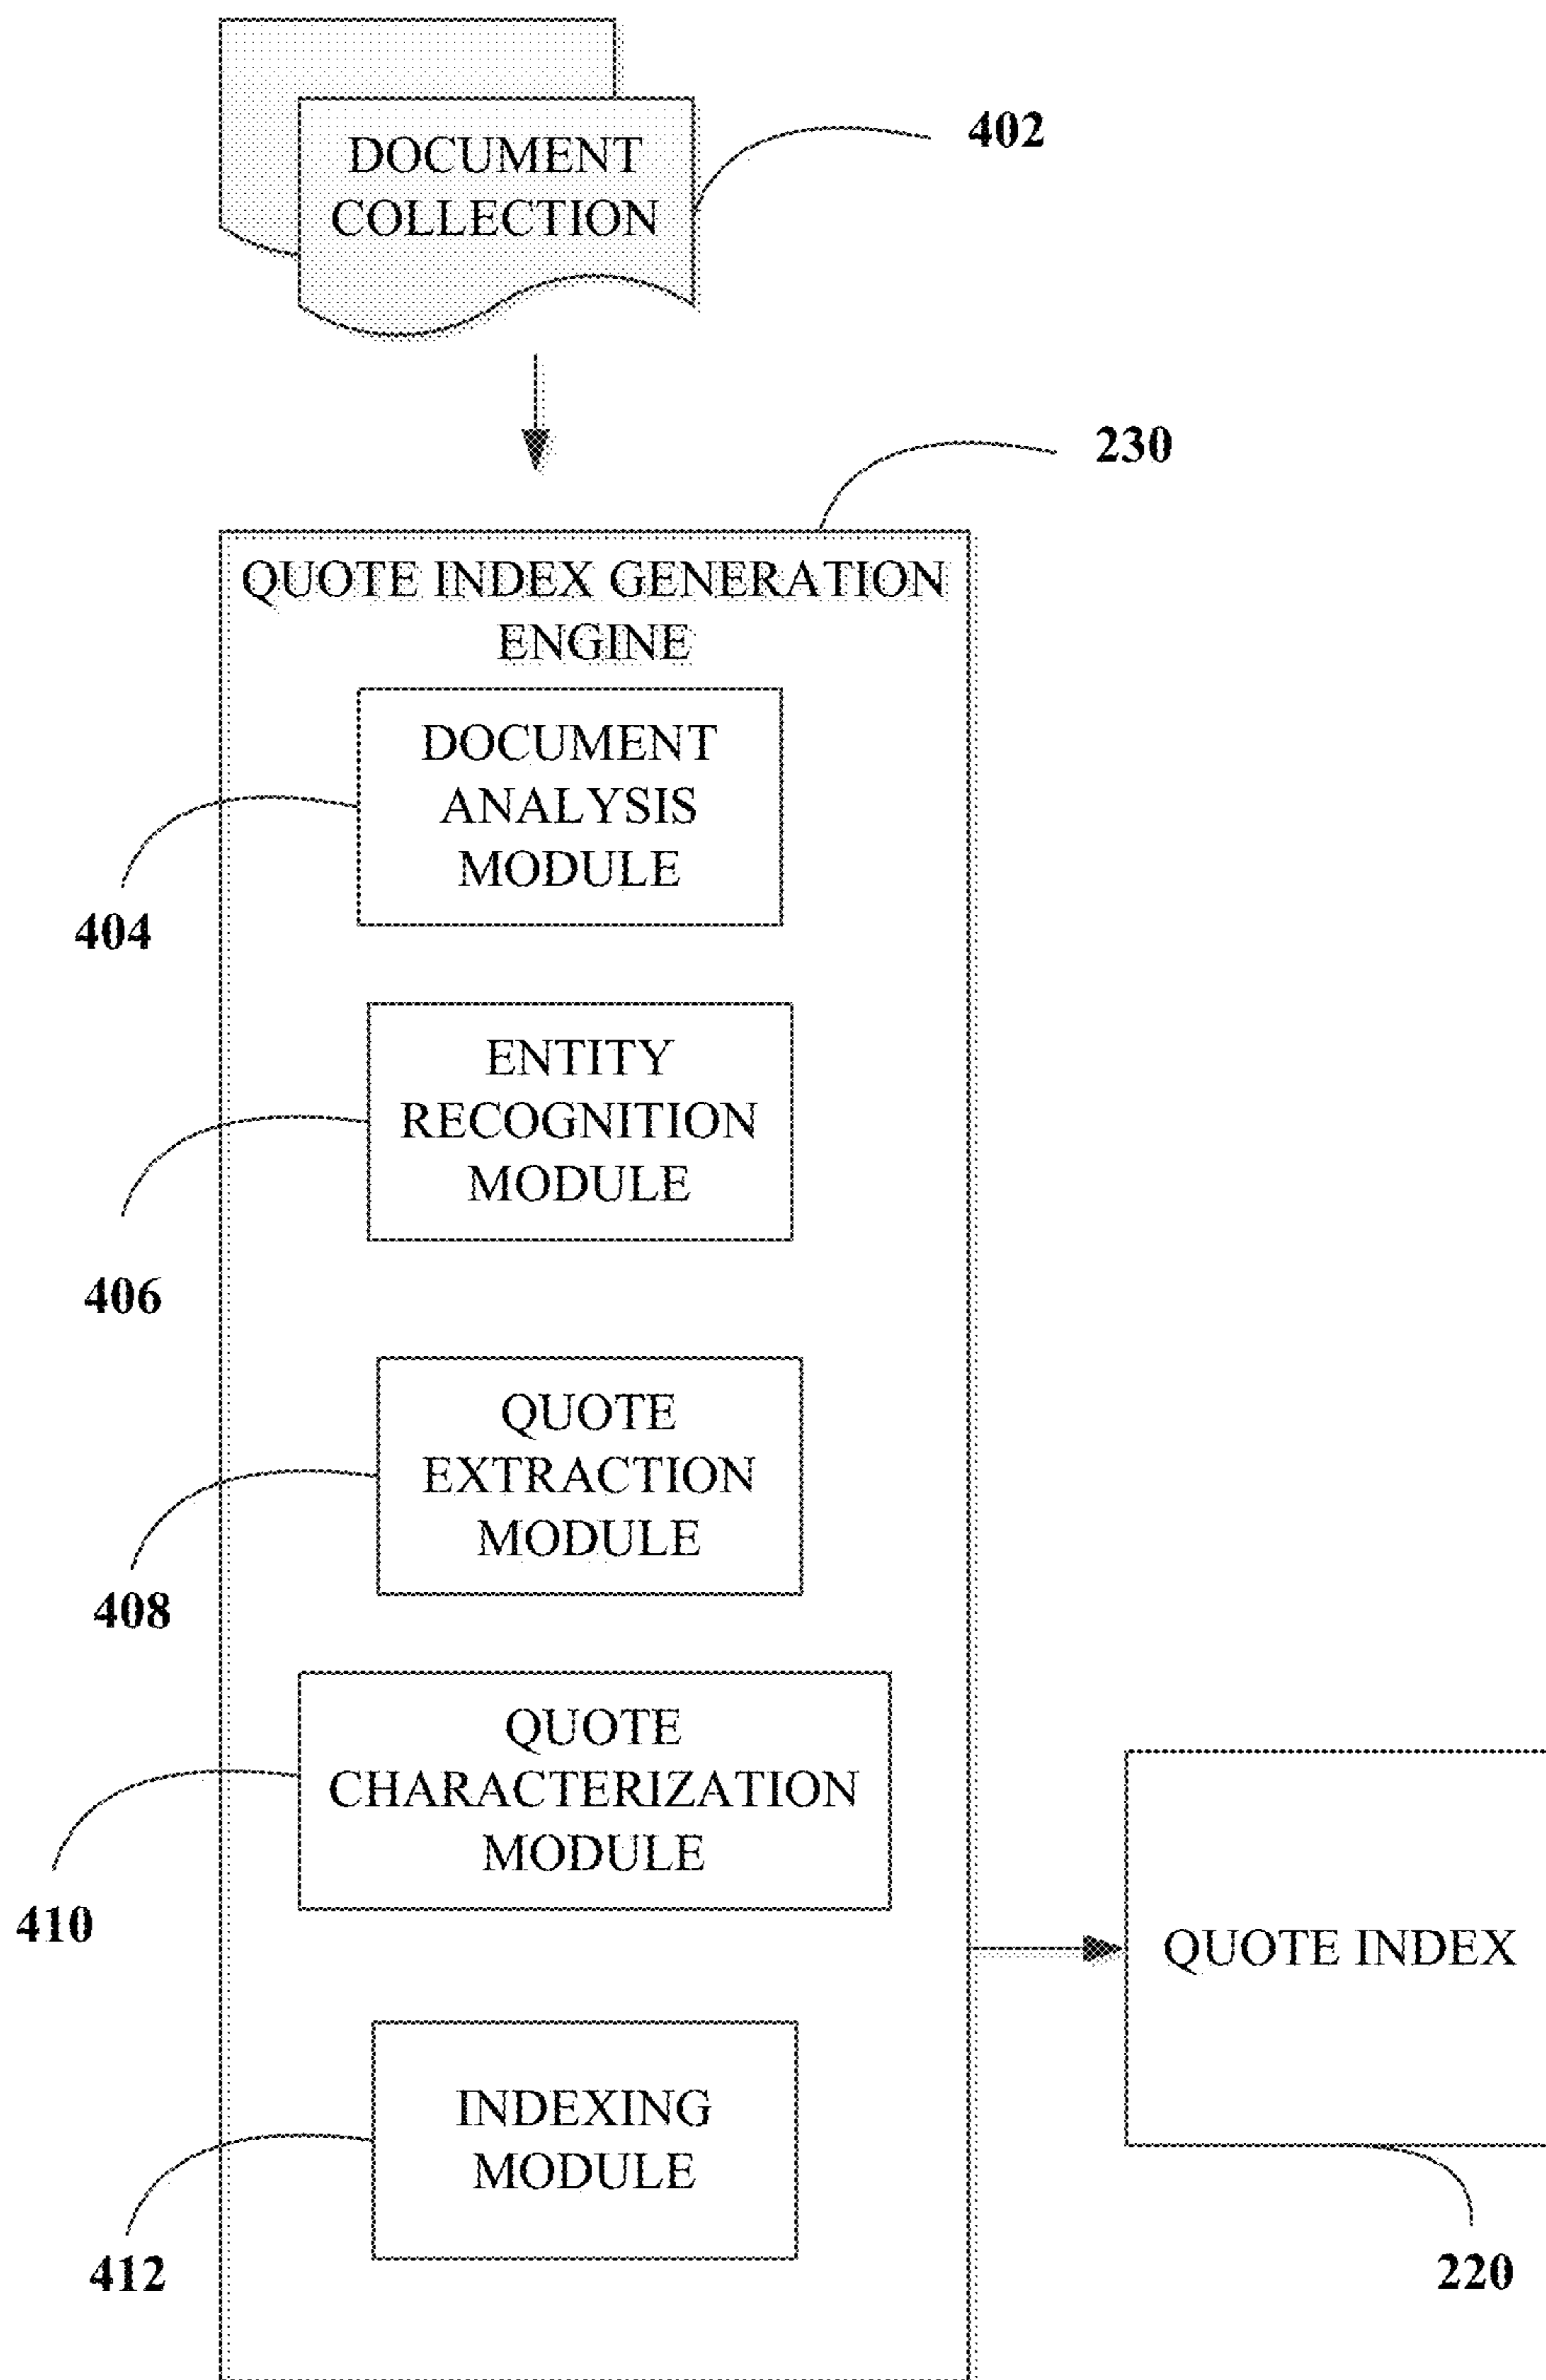 DOCUMENT
COLLECTION
402
230
QUOTE INDEX GENERATION
ENGINE
DOCUMENT
ANALYSIS
MODULE
404
ENTITY
RECOGNITION
MODULE
406
QUOTE
EXTRACTION
MODULE
408
QUOTE
CHARACTERIZATION
MODULE
410
QUOTE INDEX
INDEXING
MODULE
412
220